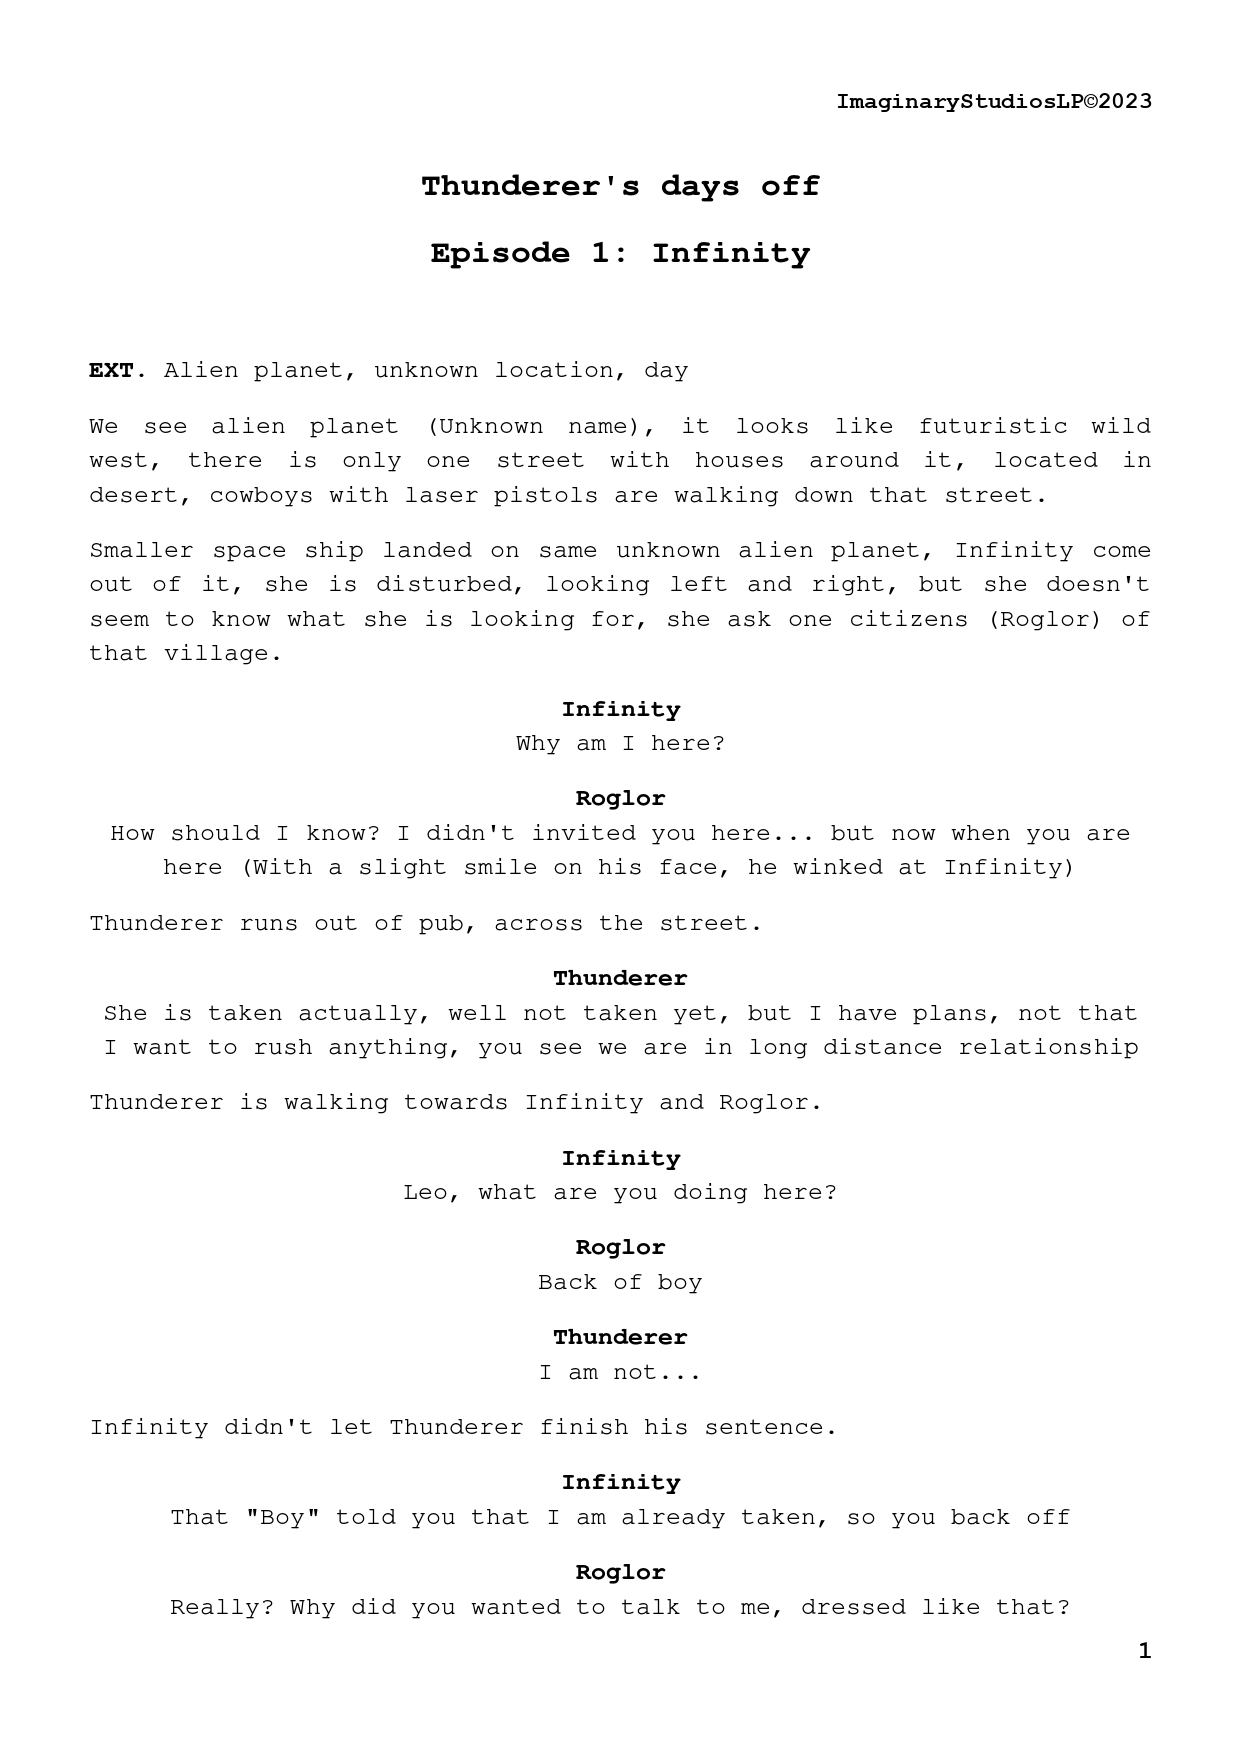 ImaginaryStudiosLP©2023
Thunderer's days off
Episode 1: Infinity
EXT. Alien planet, unknown location, day
We see alien planet (Unknown name), it looks like futuristic wild
west, there is only one street with houses around it, located in
desert, cowboys with laser pistols are walking down that street.
Smaller space ship landed on same unknown alien planet, Infinity come
out of it, she is disturbed, looking left and right, but she doesn't
seem to know what she is looking for, she ask one citizens (Roglor) of
that village.
Infinity
Why am I here?
Roglor
How should I know? I didn't invited you here... but now when you are
here (With a slight smile on his face, he winked at Infinity)
Thunderer runs out of pub, across the street.
Thunderer
She is taken actually, well not taken yet, but I have plans, not that
I want to rush anything, you see we are in long distance relationship
Thunderer is walking towards Infinity and Roglor.
Infinity
Leo, what are you doing here?
Roglor
Back of boy
Thunderer
I am not...
Infinity didn't let Thunderer finish his sentence.
Infinity
That "Boy" told you that I am already taken, so you back off
Roglor
Really? Why did you wanted to talk to me, dressed like that?
1